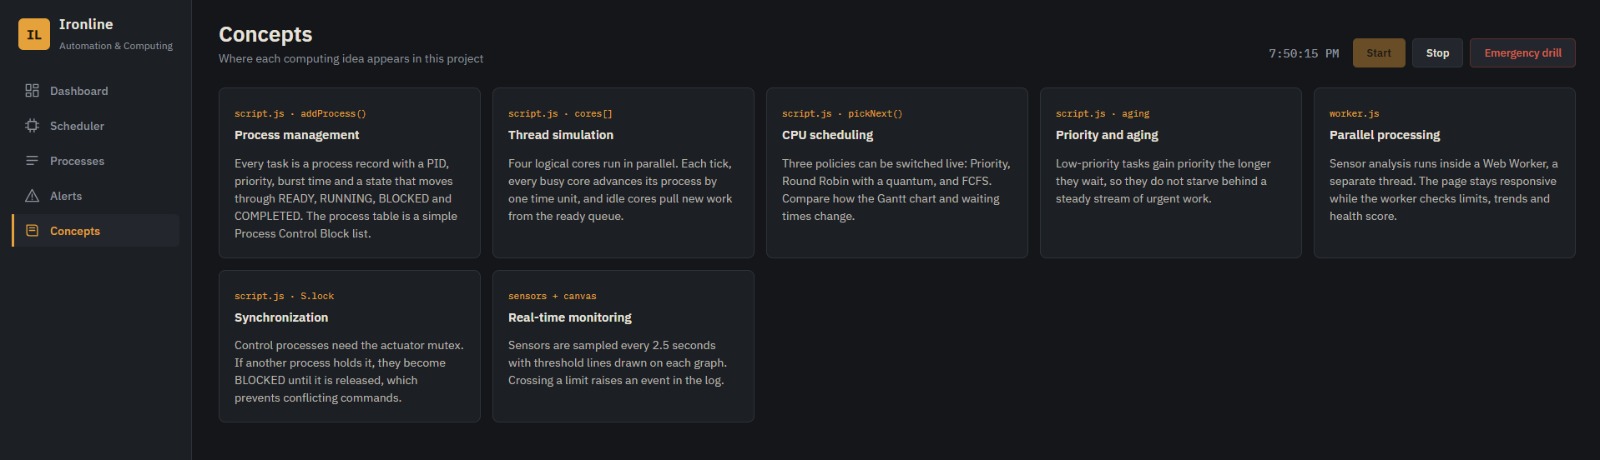 IL
Ironline
Automation & Computing
Dashboard
Scheduler
Processes
Alerts
Concepts
Concepts
Where each computing idea appears in this project
7:50:15 PM
Start
Stop
Emergency drill
script.js · addProcess()
Process management
Every task is a process record with a PID,
priority, burst time and a state that moves
through READY, RUNNING, BLOCKED and
COMPLETED. The process table is a simple
Process Control Block list.
script.js · cores[]
Thread simulation
Four logical cores run in parallel. Each tick,
every busy core advances its process by
one time unit, and idle cores pull new work
from the ready queue.
script.js · pickNext()
CPU scheduling
Three policies can be switched live: Priority,
Round Robin with a quantum, and FCFS.
Compare how the Gantt chart and waiting
times change.
script.js · aging
Priority and aging
Low-priority tasks gain priority the longer
they wait, so they do not starve behind a
steady stream of urgent work.
worker.js
Parallel processing
Sensor analysis runs inside a Web Worker, a
separate thread. The page stays responsive
while the worker checks limits, trends and
health score.
script.js · S.lock
Synchronization
Control processes need the actuator mutex.
If another process holds it, they become
BLOCKED until it is released, which
prevents conflicting commands.
sensors + canvas
Real-time monitoring
Sensors are sampled every 2.5 seconds
with threshold lines drawn on each graph.
Crossing a limit raises an event in the log.